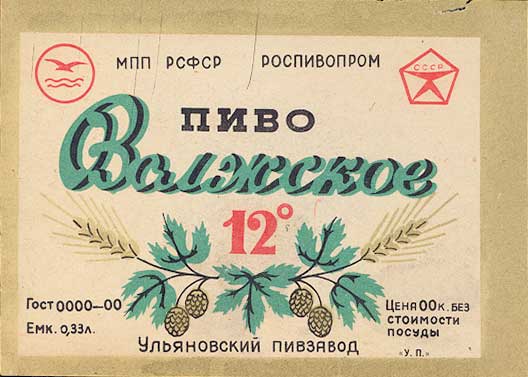 МПП РСФСР РОСПИВОПРОМ
СССР
ПИВО
Волжское
12°
Гост 0000—00
Емк. 0,33л.
Цена 00 к. без
стоимости
посуды
Ульяновский пивзавод
«У. П.»